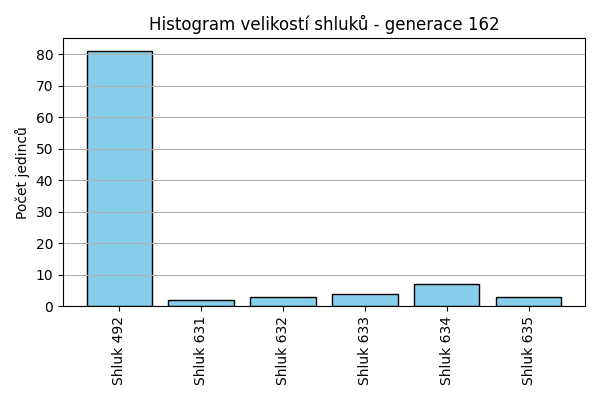 Histogram velikostí shluků - generace 162
Počet jedinců
80
70
60
50
40
30
20
10
0
Shluk 492
Shluk 631
Shluk 632
Shluk 633
Shluk 634
Shluk 635